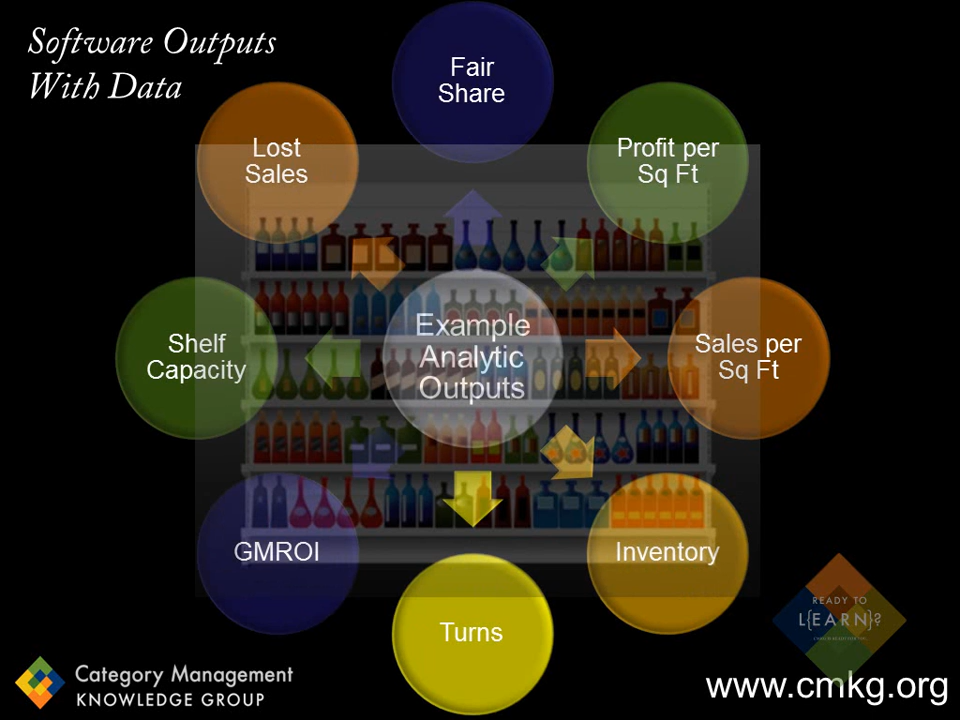 Software Outputs
With Data
Fair
Share
Lost
Sales
Profit per
Sq Ft
Example
Analytic
Outputs
Shelf
Capacity
Sales per
Sq Ft
GMROI
Inventory
Turns
READY TO
L{EARN}?
Category Management
KNOWLEDGE GROUP
www.cmkg.org